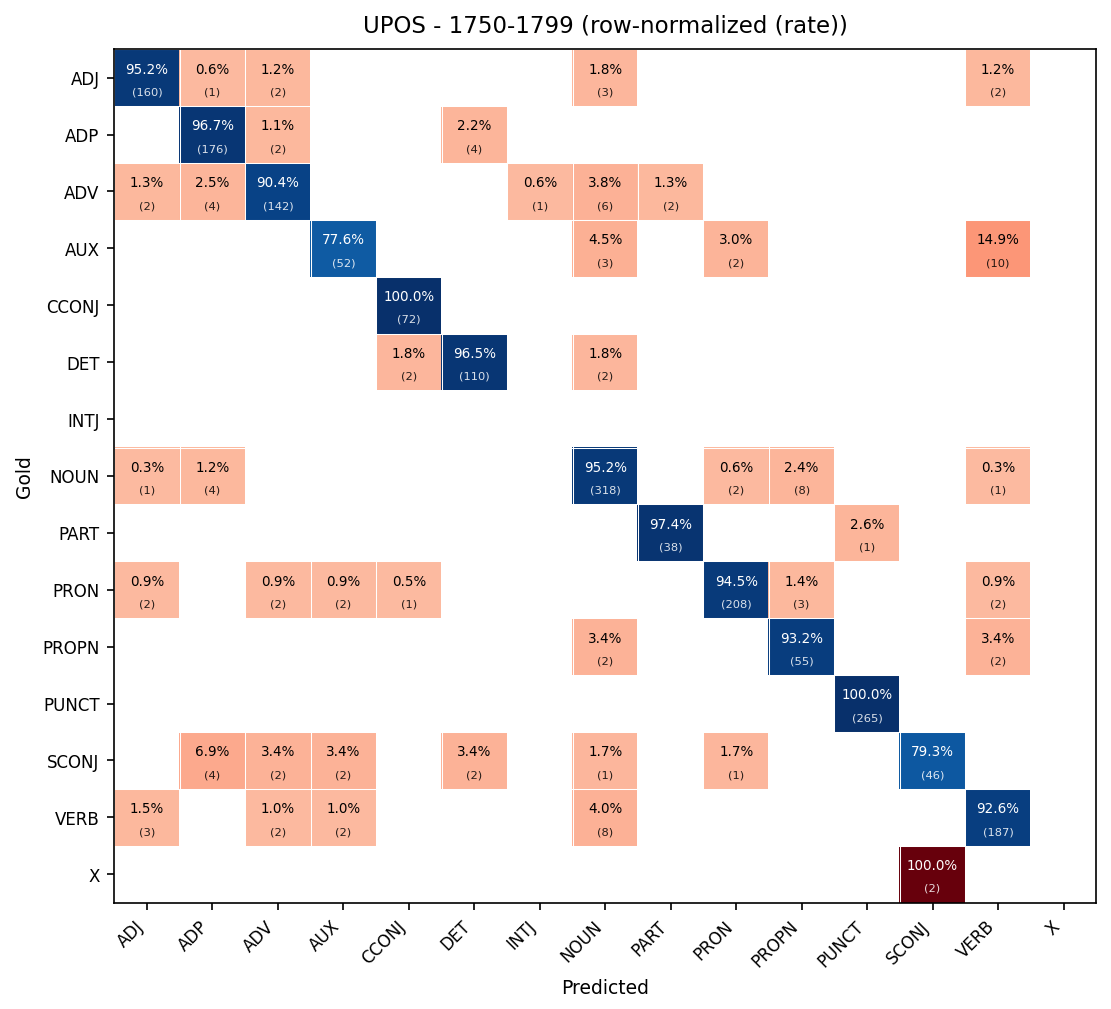 UPOS - 1750-1799 (row-normalized (rate))
ADJ 95.2% 0.6% 1.2% 1.8% 1.2%
(160) (1) (2) (3) (2)
ADP 96.7% 1.1% 2.2%
(176) (2) (4)
ADV 1.3% 2.5% 90.4% 0.6% 3.8% 1.3%
(2) (4) (142) (1) (6) (2)
AUX 77.6% 4.5% 3.0% 14.9%
(52) (3) (2) (10)
CCONJ 100.0%
(72)
DET 1.8% 96.5% 1.8%
(2) (110) (2)
INTJ
NOUN 0.3% 1.2% 95.2% 0.6% 2.4% 0.3%
(1) (4) (318) (2) (8) (1)
PART 97.4% 2.6%
(38) (1)
PRON 0.9% 0.9% 0.9% 0.5% 94.5% 1.4% 0.9%
(2) (2) (2) (1) (208) (3) (2)
PROPN 3.4% 93.2% 3.4%
(2) (55) (2)
PUNCT 100.0%
(265)
SCONJ 6.9% 3.4% 3.4% 3.4% 1.7% 1.7% 79.3%
(4) (2) (2) (2) (1) (1) (46)
VERB 1.5% 1.0% 1.0% 4.0% 92.6%
(3) (2) (2) (8) (187)
X 100.0%
(2)
Gold
ADJ ADP ADV AUX CCONJ DET INTJ NOUN PART PRON PROPN PUNCT SCONJ VERB X
Predicted